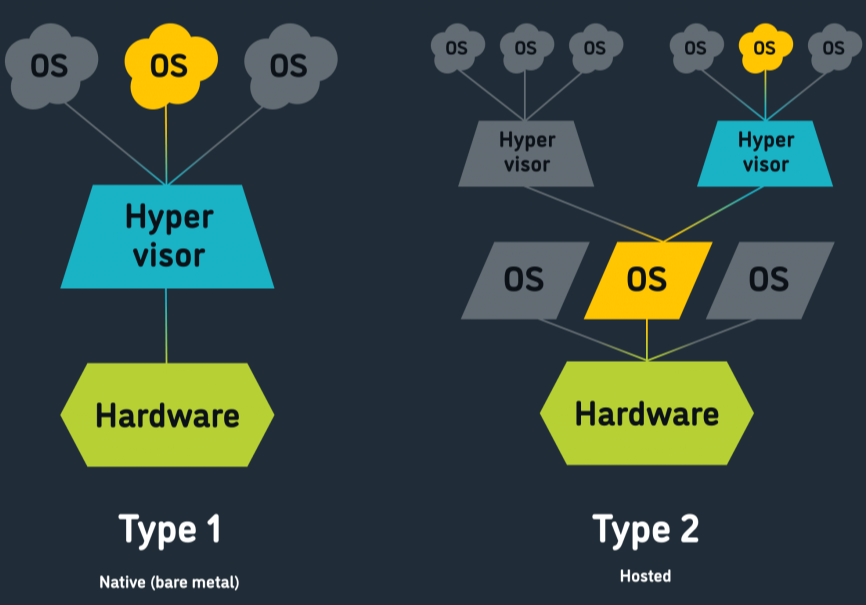 OS
OS
OS
Hyper
visor
Hardware
Type 1
Native (bare metal)
OS
OS
OS
OS
OS
OS
Hyper
visor
Hyper
visor
OS
OS
OS
Hardware
Type 2
Hosted